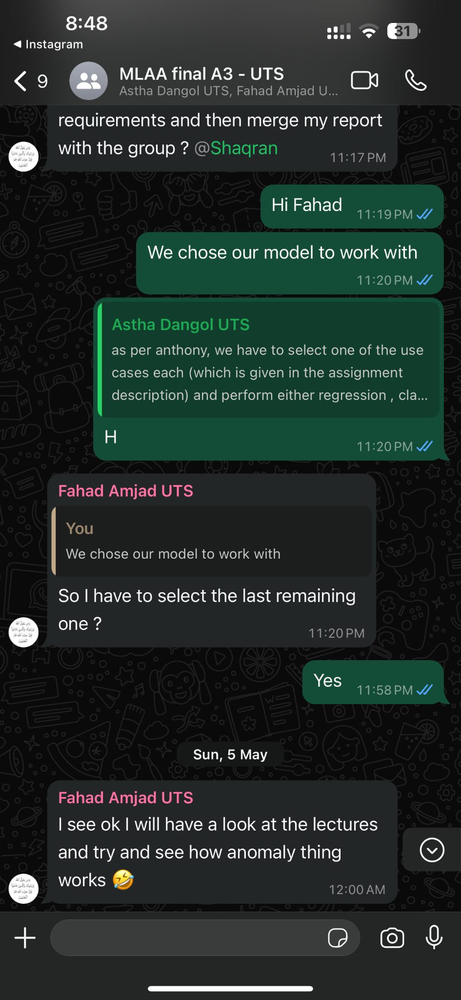 8:48
31
◀ Instagram
9
MLAA final A3 - UTS
Astha Dangol UTS, Fahad Amjad U...
requirements and then merge my report
with the group ? @Shaqran
11:17 PM
Hi Fahad
11:19 PM
We chose our model to work with
11:20 PM
Astha Dangol UTS
as per anthony, we have to select one of the use
cases each (which is given in the assignment
description) and perform either regression , cla...
H
11:20 PM
Fahad Amjad UTS
You
We chose our model to work with
So I have to select the last remaining
one ?
11:20 PM
Yes
11:58 PM
Sun, 5 May
Fahad Amjad UTS
I see ok I will have a look at the lectures
and try and see how anomaly thing
works 🤣
12:00 AM